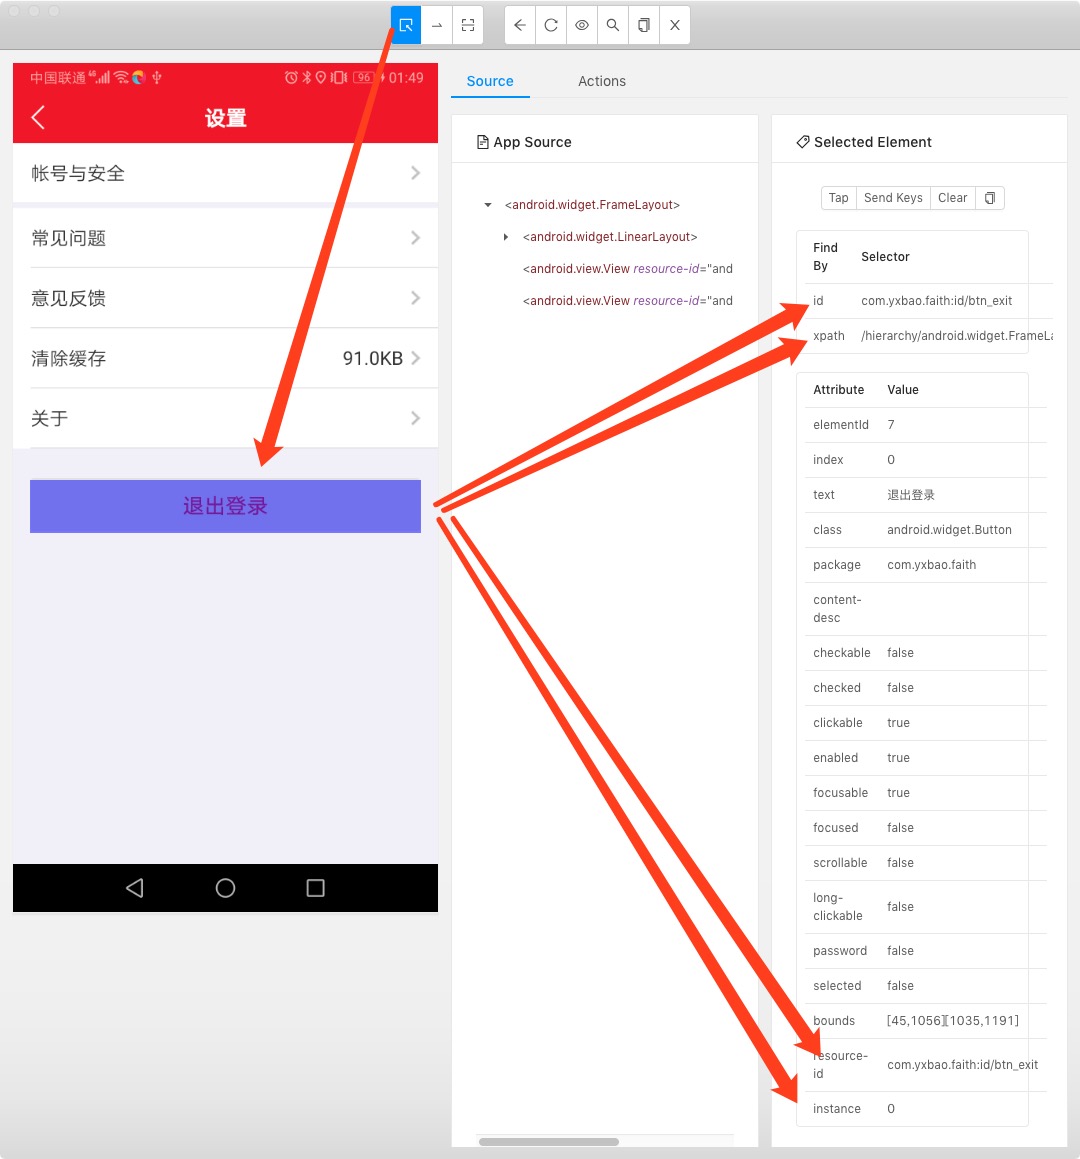 中国联通 4G 96 01:49
设置
帐号与安全
常见问题
意见反馈
清除缓存 91.0KB
关于
退出登录
Source Actions
App Source
<android.widget.FrameLayout>
<android.widget.LinearLayout>
<android.view.View resource-id="and
<android.view.View resource-id="and
Selected Element
Tap Send Keys Clear
Find By Selector
id com.yxbao.faith:id/btn_exit
xpath /hierarchy/android.widget.FrameLa
Attribute Value
elementId 7
index 0
text 退出登录
class android.widget.Button
package com.yxbao.faith
content-
desc
checkable false
checked false
clickable true
enabled true
focusable true
focused false
scrollable false
long-
clickable false
password false
selected false
bounds [45,1056][1035,1191]
resource-
id com.yxbao.faith:id/btn_exit
instance 0